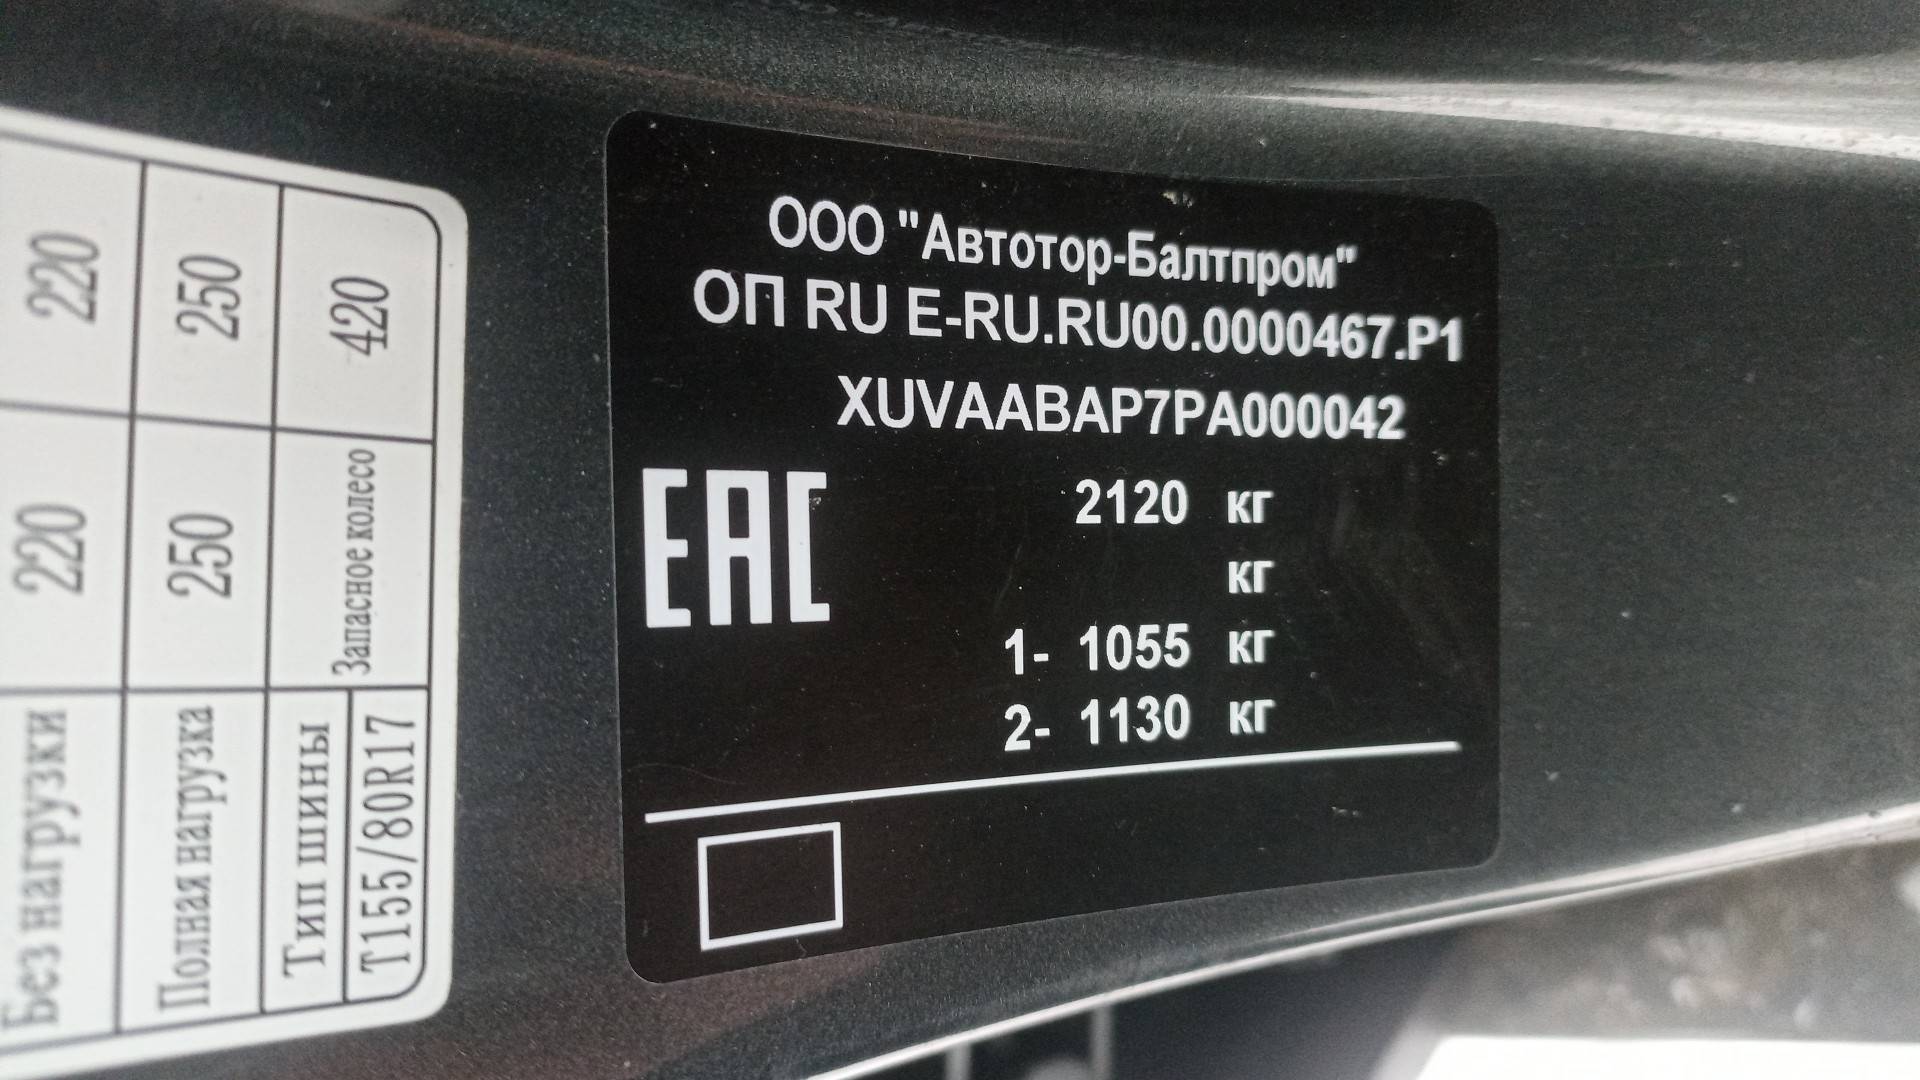 ООО "Автотор-Балтпром"
ОП RU E-RU.RU00.0000467.P1
XUVAABAP7PA000042
EAC
2120 кг
кг
1- 1055 кг
2- 1130 кг
Без нагрузки 220 220
Полная нагрузка 250 250
Тип шины Запасное колесо 420
T155/80R17